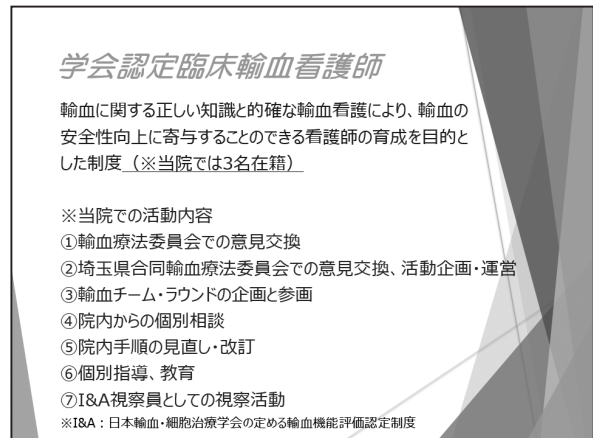 学会認定臨床輸血看護師
輸血に関する正しい知識と的確な輸血看護により、輸血の
安全性向上に寄与することのできる看護師の育成を目的と
した制度（※当院では3名在籍）
※当院での活動内容
①輸血療法委員会での意見交換
②埼玉県合同輸血療法委員会での意見交換、活動企画・運営
③輸血チーム・ラウンドの企画と参画
④院内からの個別相談
⑤院内手順の見直し・改訂
⑥個別指導、教育
⑦I&A視察員としての視察活動
※I&A：日本輸血・細胞治療学会の定める輸血機能評価認定制度